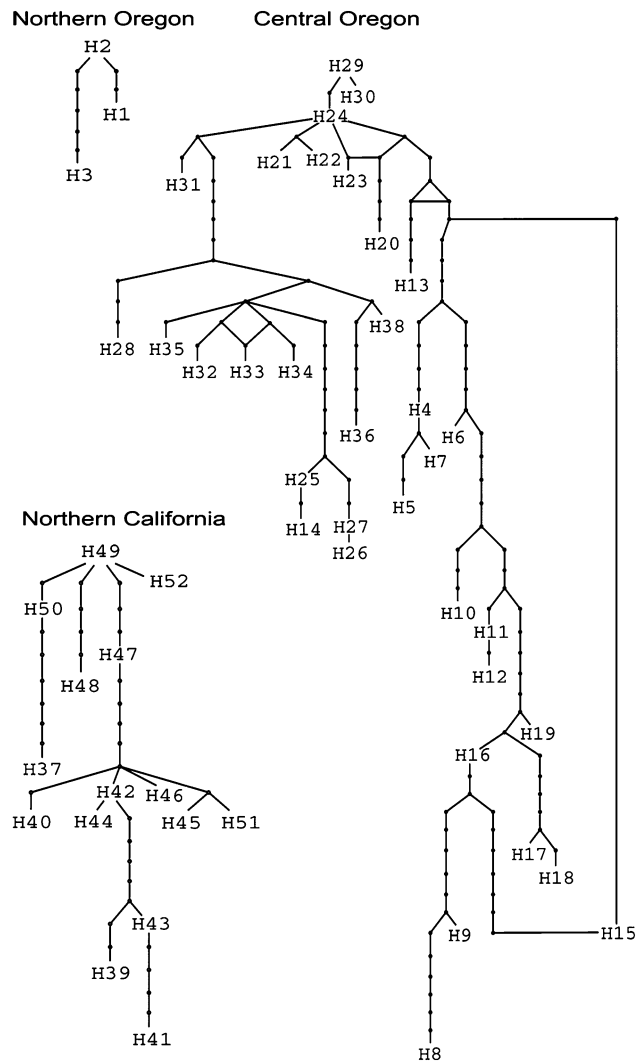 Northern Oregon
Central Oregon
H2
H29
H30
H1
H24
H3
H31
H21
H22
H23
H20
H13
H28
H35
H38
H32
H33
H34
H4
H36
H6
H7
H25
H5
H14
H27
H26
Northern California
H49
H52
H50
H10
H11
H47
H48
H12
H19
H16
H37
H42
H46
H40
H44
H45
H51
H17
H18
H43
H9
H15
H39
H41
H8